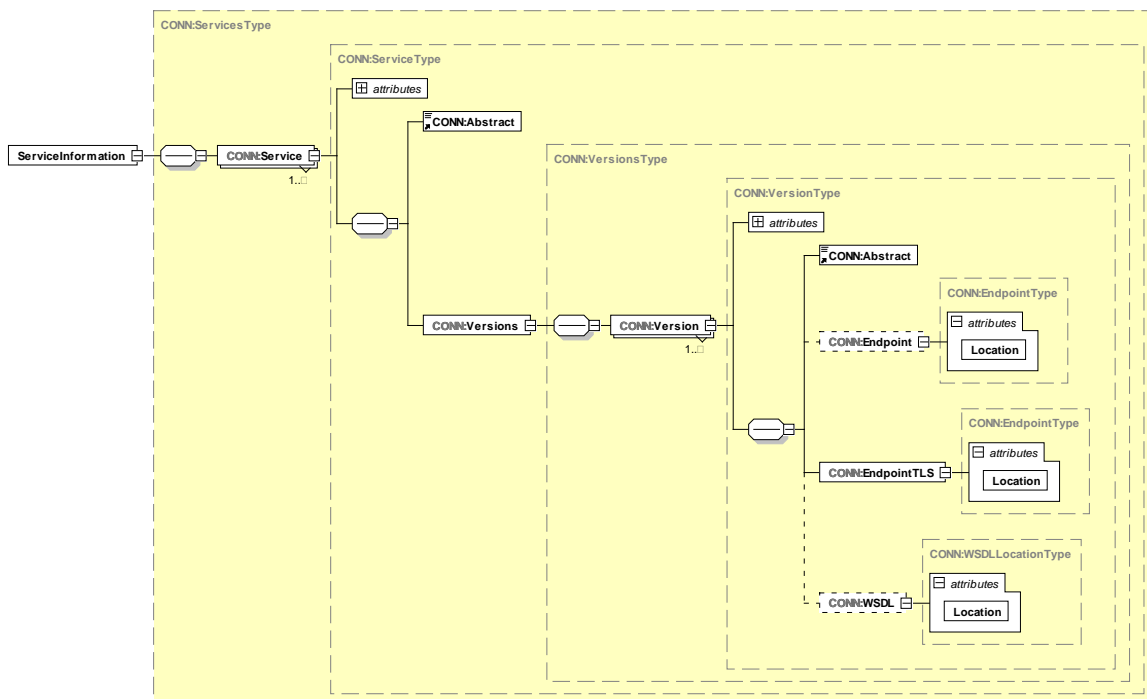 CONN:ServicesType
CONN:ServiceType
attributes
CONN:Abstract
ServiceInformation
CONN:Service
1..□
CONN:VersionsType
CONN:VersionType
attributes
CONN:Abstract
CONN:EndpointType
attributes
CONN:Versions
CONN:Version
CONN:Endpoint
Location
1..□
CONN:EndpointType
attributes
CONN:EndpointTLS
Location
CONN:WSDLLocationType
attributes
CONN:WSDL
Location